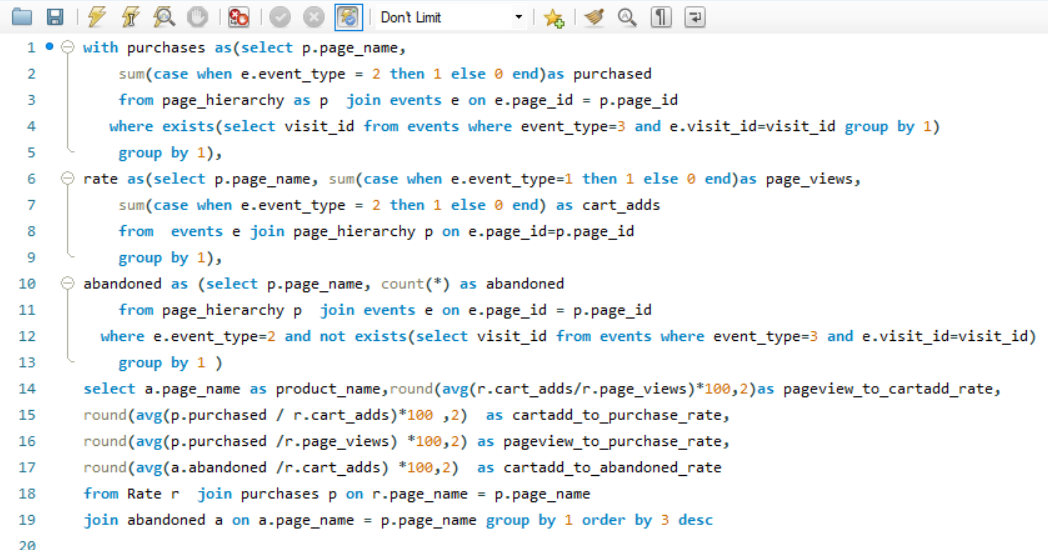 Don't Limit
1 with purchases as(select p.page_name,
2 sum(case when e.event_type = 2 then 1 else 0 end)as purchased
3 from page_hierarchy as p  join events e on e.page_id = p.page_id
4 where exists(select visit_id from events where event_type=3 and e.visit_id=visit_id group by 1)
5 group by 1),
6 rate as(select p.page_name, sum(case when e.event_type=1 then 1 else 0 end)as page_views,
7 sum(case when e.event_type = 2 then 1 else 0 end) as cart_adds
8 from  events e join page_hierarchy p on e.page_id=p.page_id
9 group by 1),
10 abandoned as (select p.page_name, count(*) as abandoned
11 from page_hierarchy p  join events e on e.page_id = p.page_id
12 where e.event_type=2 and not exists(select visit_id from events where event_type=3 and e.visit_id=visit_id)
13 group by 1 )
14 select a.page_name as product_name,round(avg(r.cart_adds/r.page_views)*100,2)as pageview_to_cartadd_rate,
15 round(avg(p.purchased / r.cart_adds)*100 ,2)  as cartadd_to_purchase_rate,
16 round(avg(p.purchased /r.page_views) *100,2) as pageview_to_purchase_rate,
17 round(avg(a.abandoned /r.cart_adds) *100,2)  as cartadd_to_abandoned_rate
18 from Rate r  join purchases p on r.page_name = p.page_name
19 join abandoned a on a.page_name = p.page_name group by 1 order by 3 desc
20